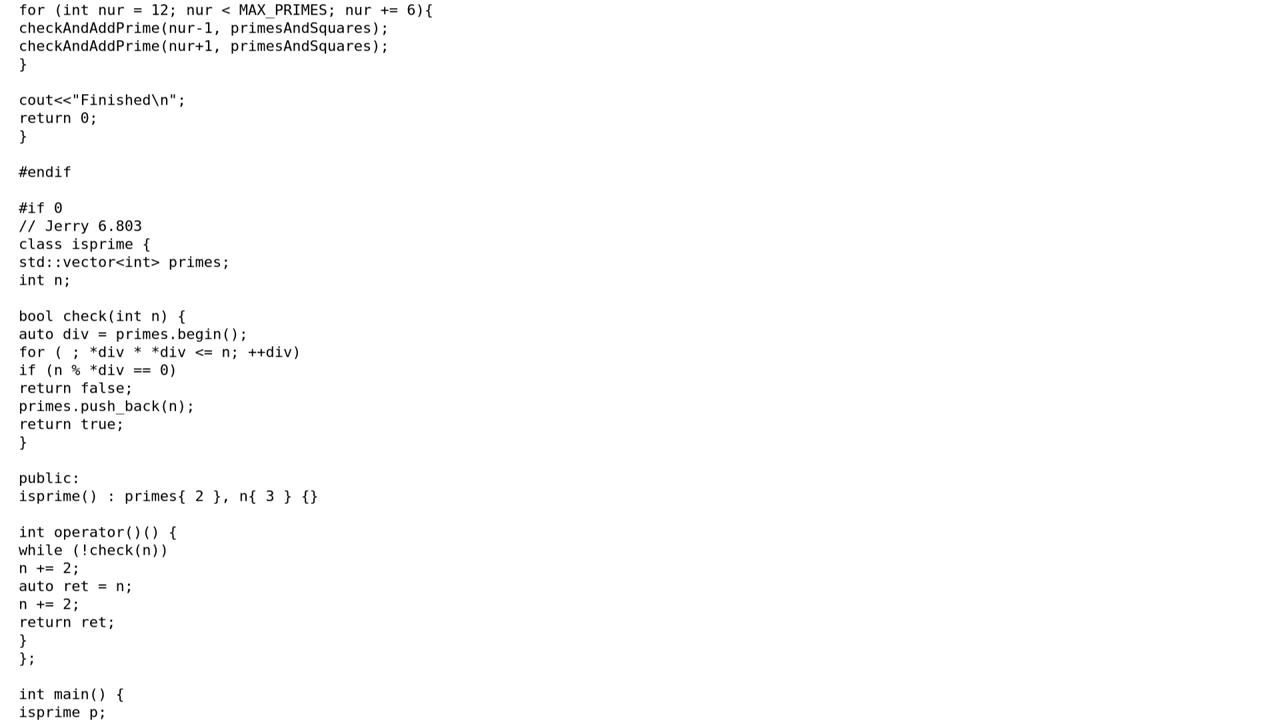 for (int nur = 12; nur < MAX_PRIMES; nur += 6){
checkAndAddPrime(nur-1, primesAndSquares);
checkAndAddPrime(nur+1, primesAndSquares);
}

cout<<"Finished\n";
return 0;
}

#endif

#if 0
// Jerry 6.803
class isprime {
std::vector<int> primes;
int n;

bool check(int n) {
auto div = primes.begin();
for ( ; *div * *div <= n; ++div)
if (n % *div == 0)
return false;
primes.push_back(n);
return true;
}

public:
isprime() : primes{ 2 }, n{ 3 } {}

int operator()() {
while (!check(n))
n += 2;
auto ret = n;
n += 2;
return ret;
}
};

int main() {
isprime p;